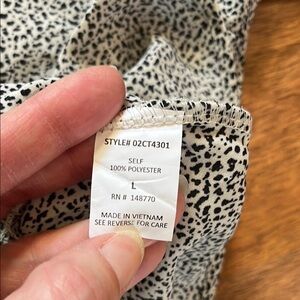 STYLE# 02CT4301
SELF
100% POLYESTER
L
RN # 148770
MADE IN VIETNAM
SEE REVERSE FOR CARE